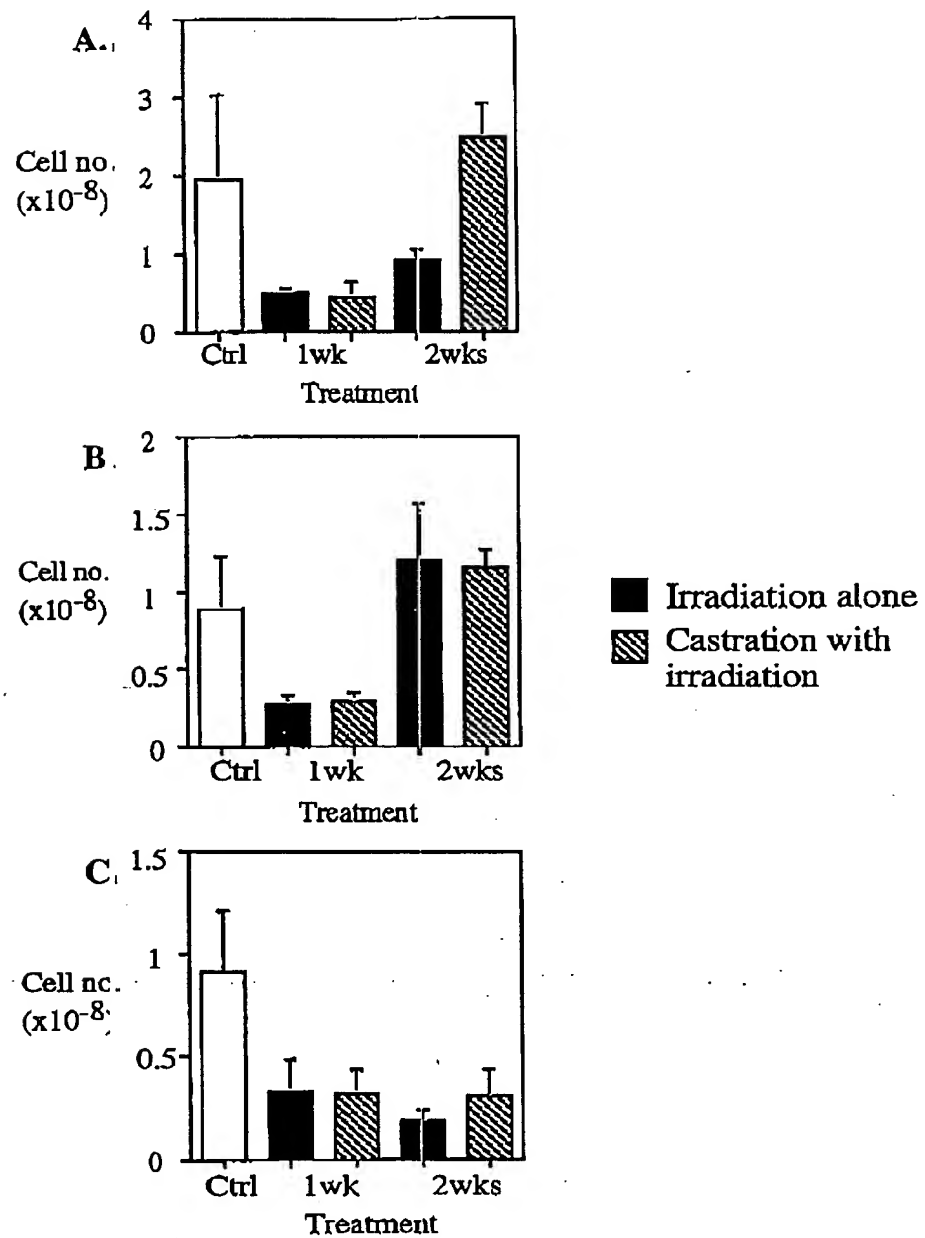 A.
4
3
2
1
0
Cell no.
(x10⁻⁸)
Ctrl 1wk 2wks
Treatment
B.
2
1.5
1
0.5
0
Cell no.
(x10⁻⁸)
Ctrl 1wk 2wks
Treatment
Irradiation alone
Castration with
irradiation
C.
1.5
1
0.5
0
Cell no.
(x10⁻⁸)
Ctrl 1wk 2wks
Treatment